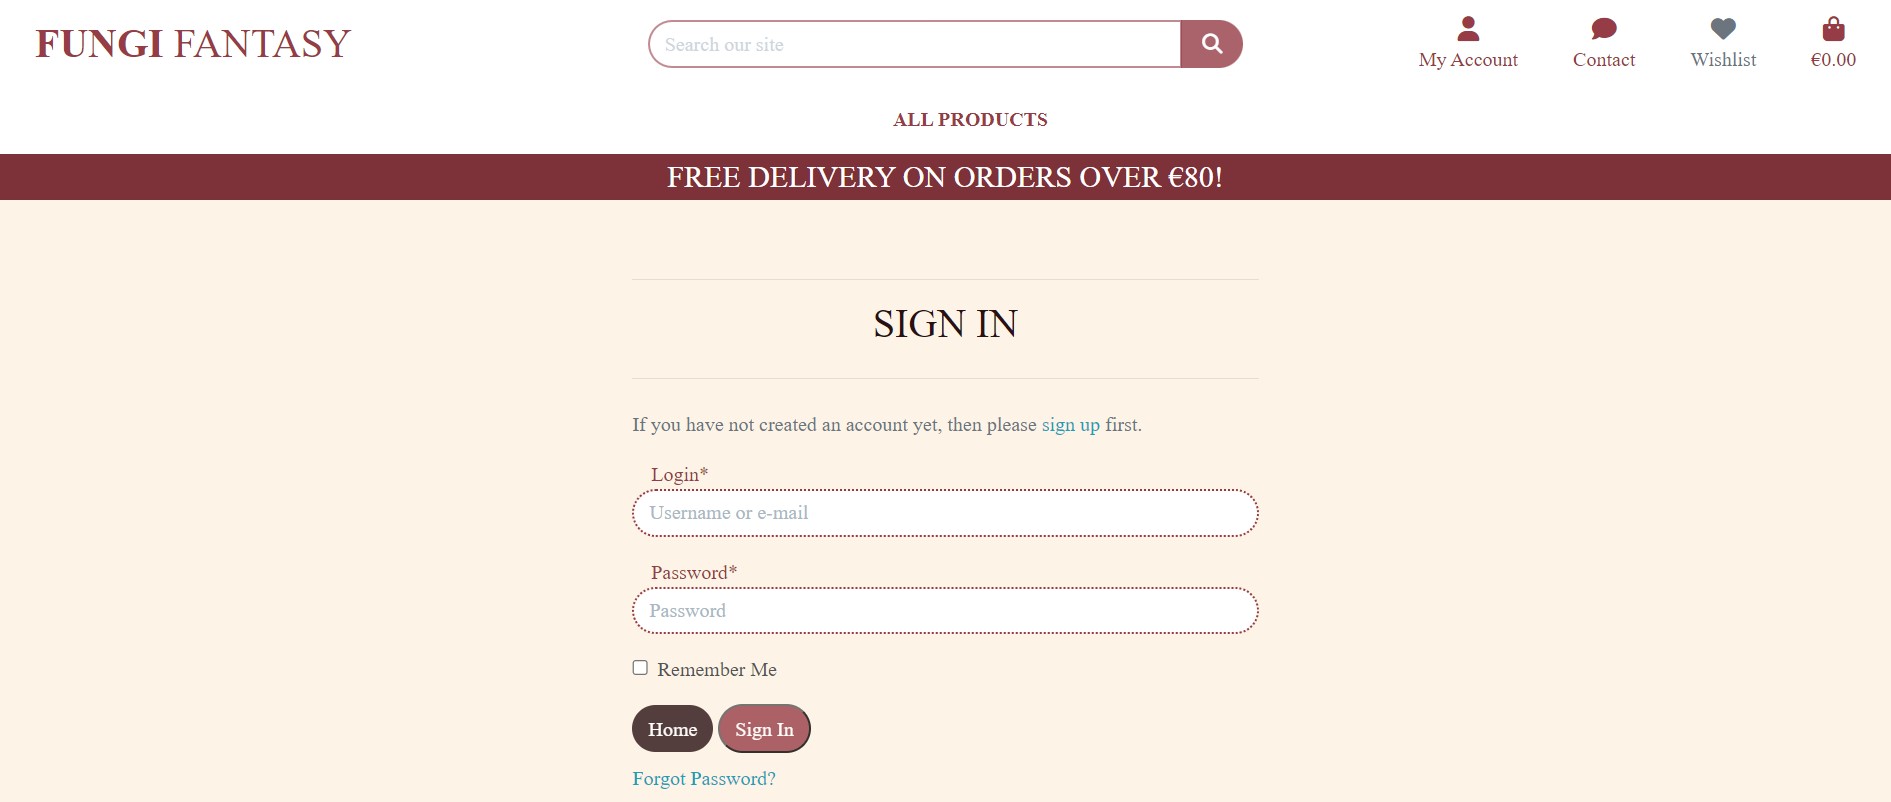 FUNGI FANTASY
Search our site
My Account
Contact
Wishlist
€0.00
ALL PRODUCTS
FREE DELIVERY ON ORDERS OVER €80!
SIGN IN
If you have not created an account yet, then please sign up first.
Login*
Username or e-mail
Password*
Password
Remember Me
Home
Sign In
Forgot Password?